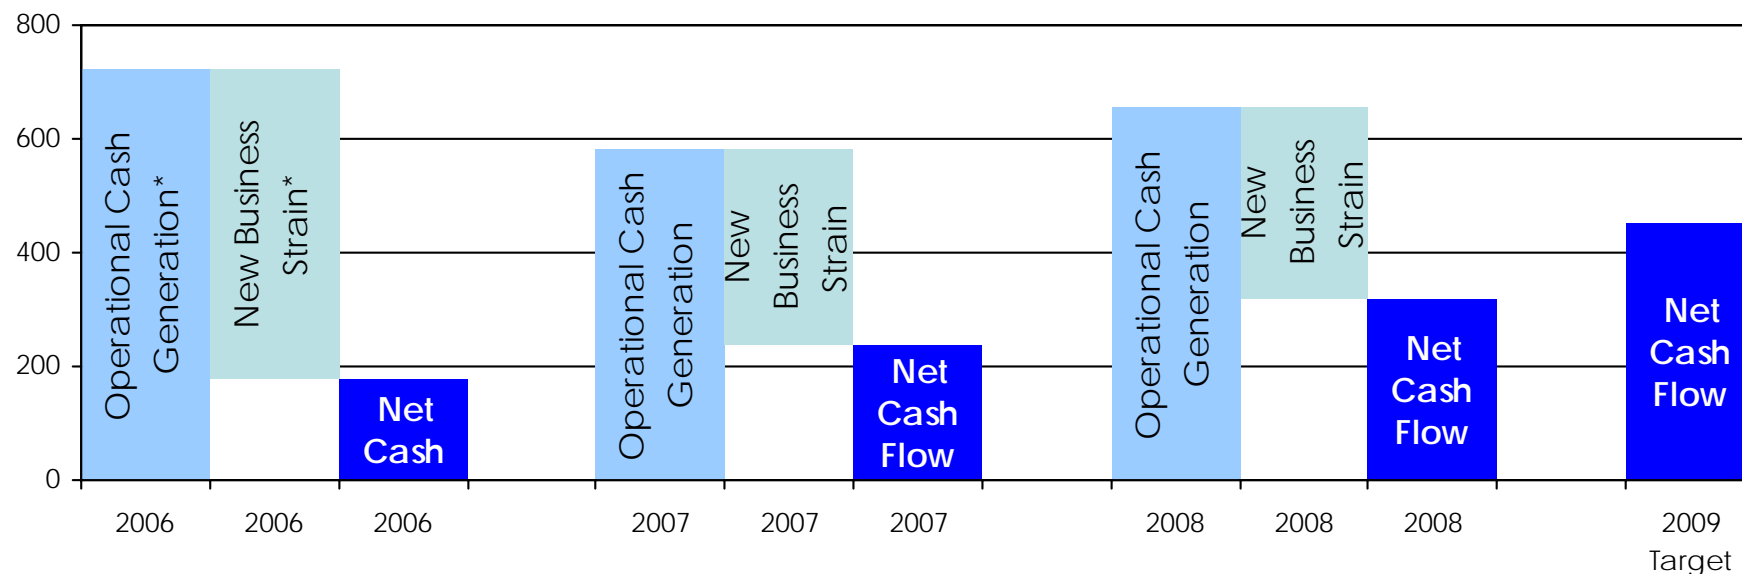 800
600
400
200
0
Operational Cash
Generation*
New Business
Strain*
Net
Cash
Operational Cash
Generation
New
Business
Strain
Net
Cash
Flow
Operational Cash
Generation
New
Business
Strain
Net
Cash
Flow
Net
Cash
Flow
2006
2006
2006
2007
2007
2007
2008
2008
2008
2009
Target